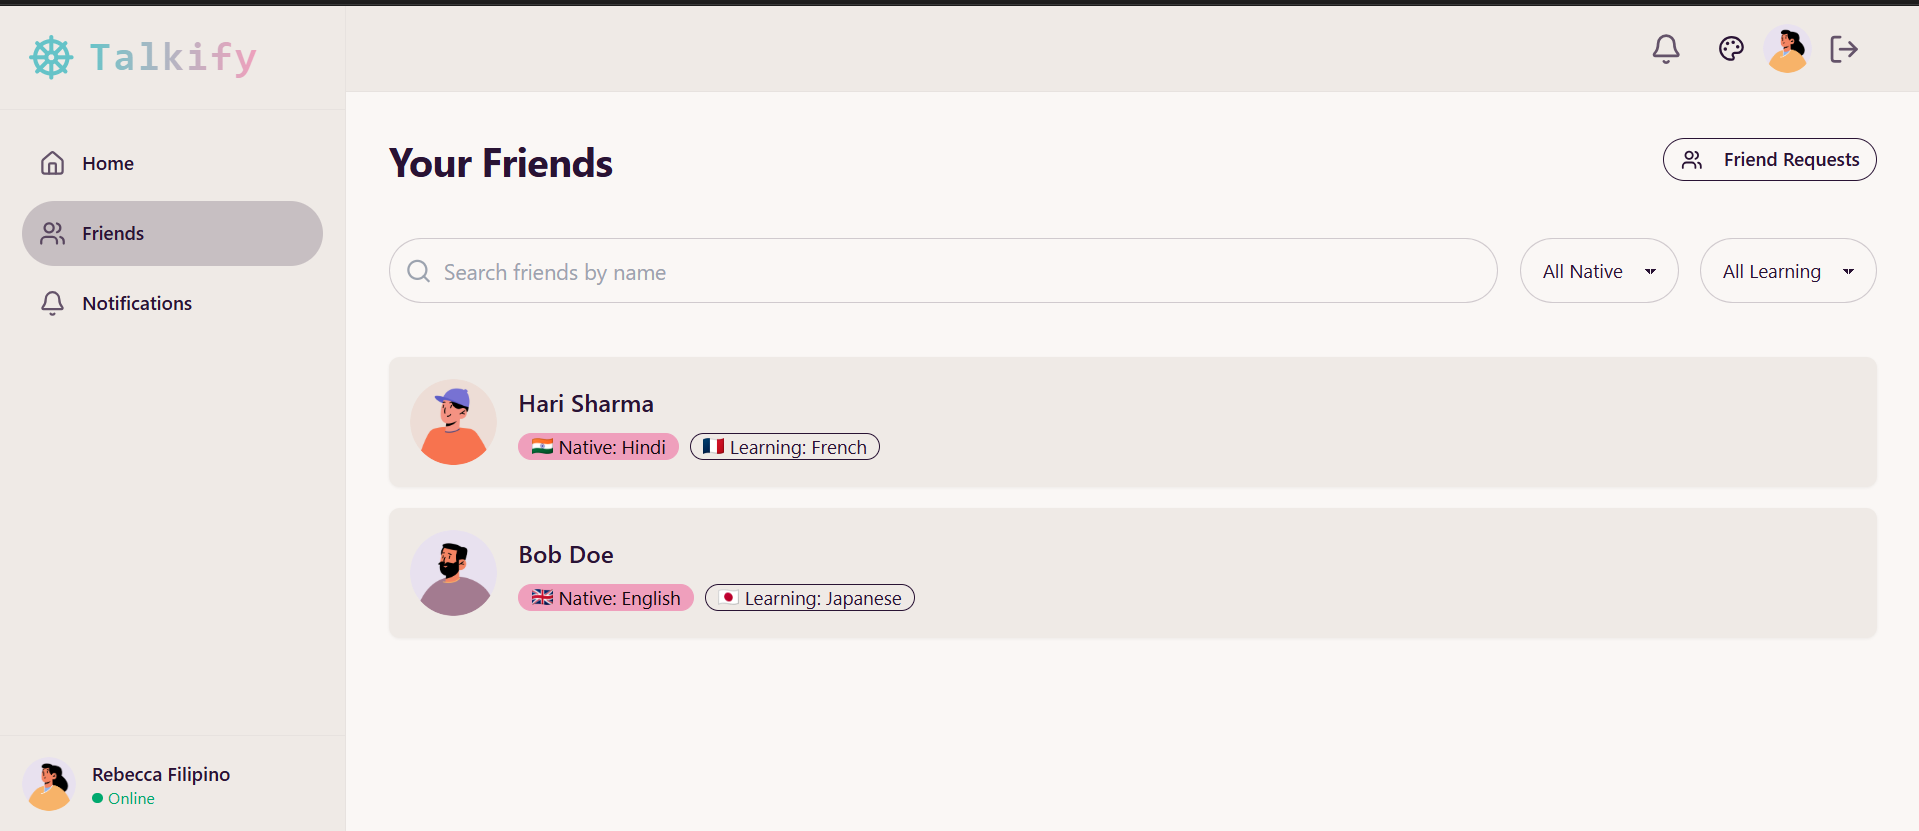 Talkify
Home
Friends
Notifications
Rebecca Filipino
Online
Your Friends
Friend Requests
Search friends by name
All Native
All Learning
Hari Sharma
Native: Hindi
Learning: French
Bob Doe
Native: English
Learning: Japanese